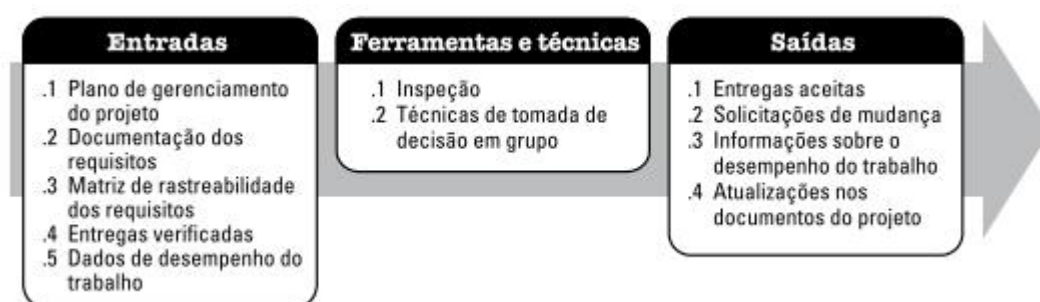 Entradas
.1 Plano de gerenciamento
do projeto
.2 Documentação dos
requisitos
.3 Matriz de rastreabilidade
dos requisitos
.4 Entregas verificadas
.5 Dados de desempenho do
trabalho
Ferramentas e técnicas
.1 Inspeção
.2 Técnicas de tomada de
decisão em grupo
Saídas
.1 Entregas aceitas
.2 Solicitações de mudança
.3 Informações sobre o
desempenho do trabalho
.4 Atualizações nos
documentos do projeto